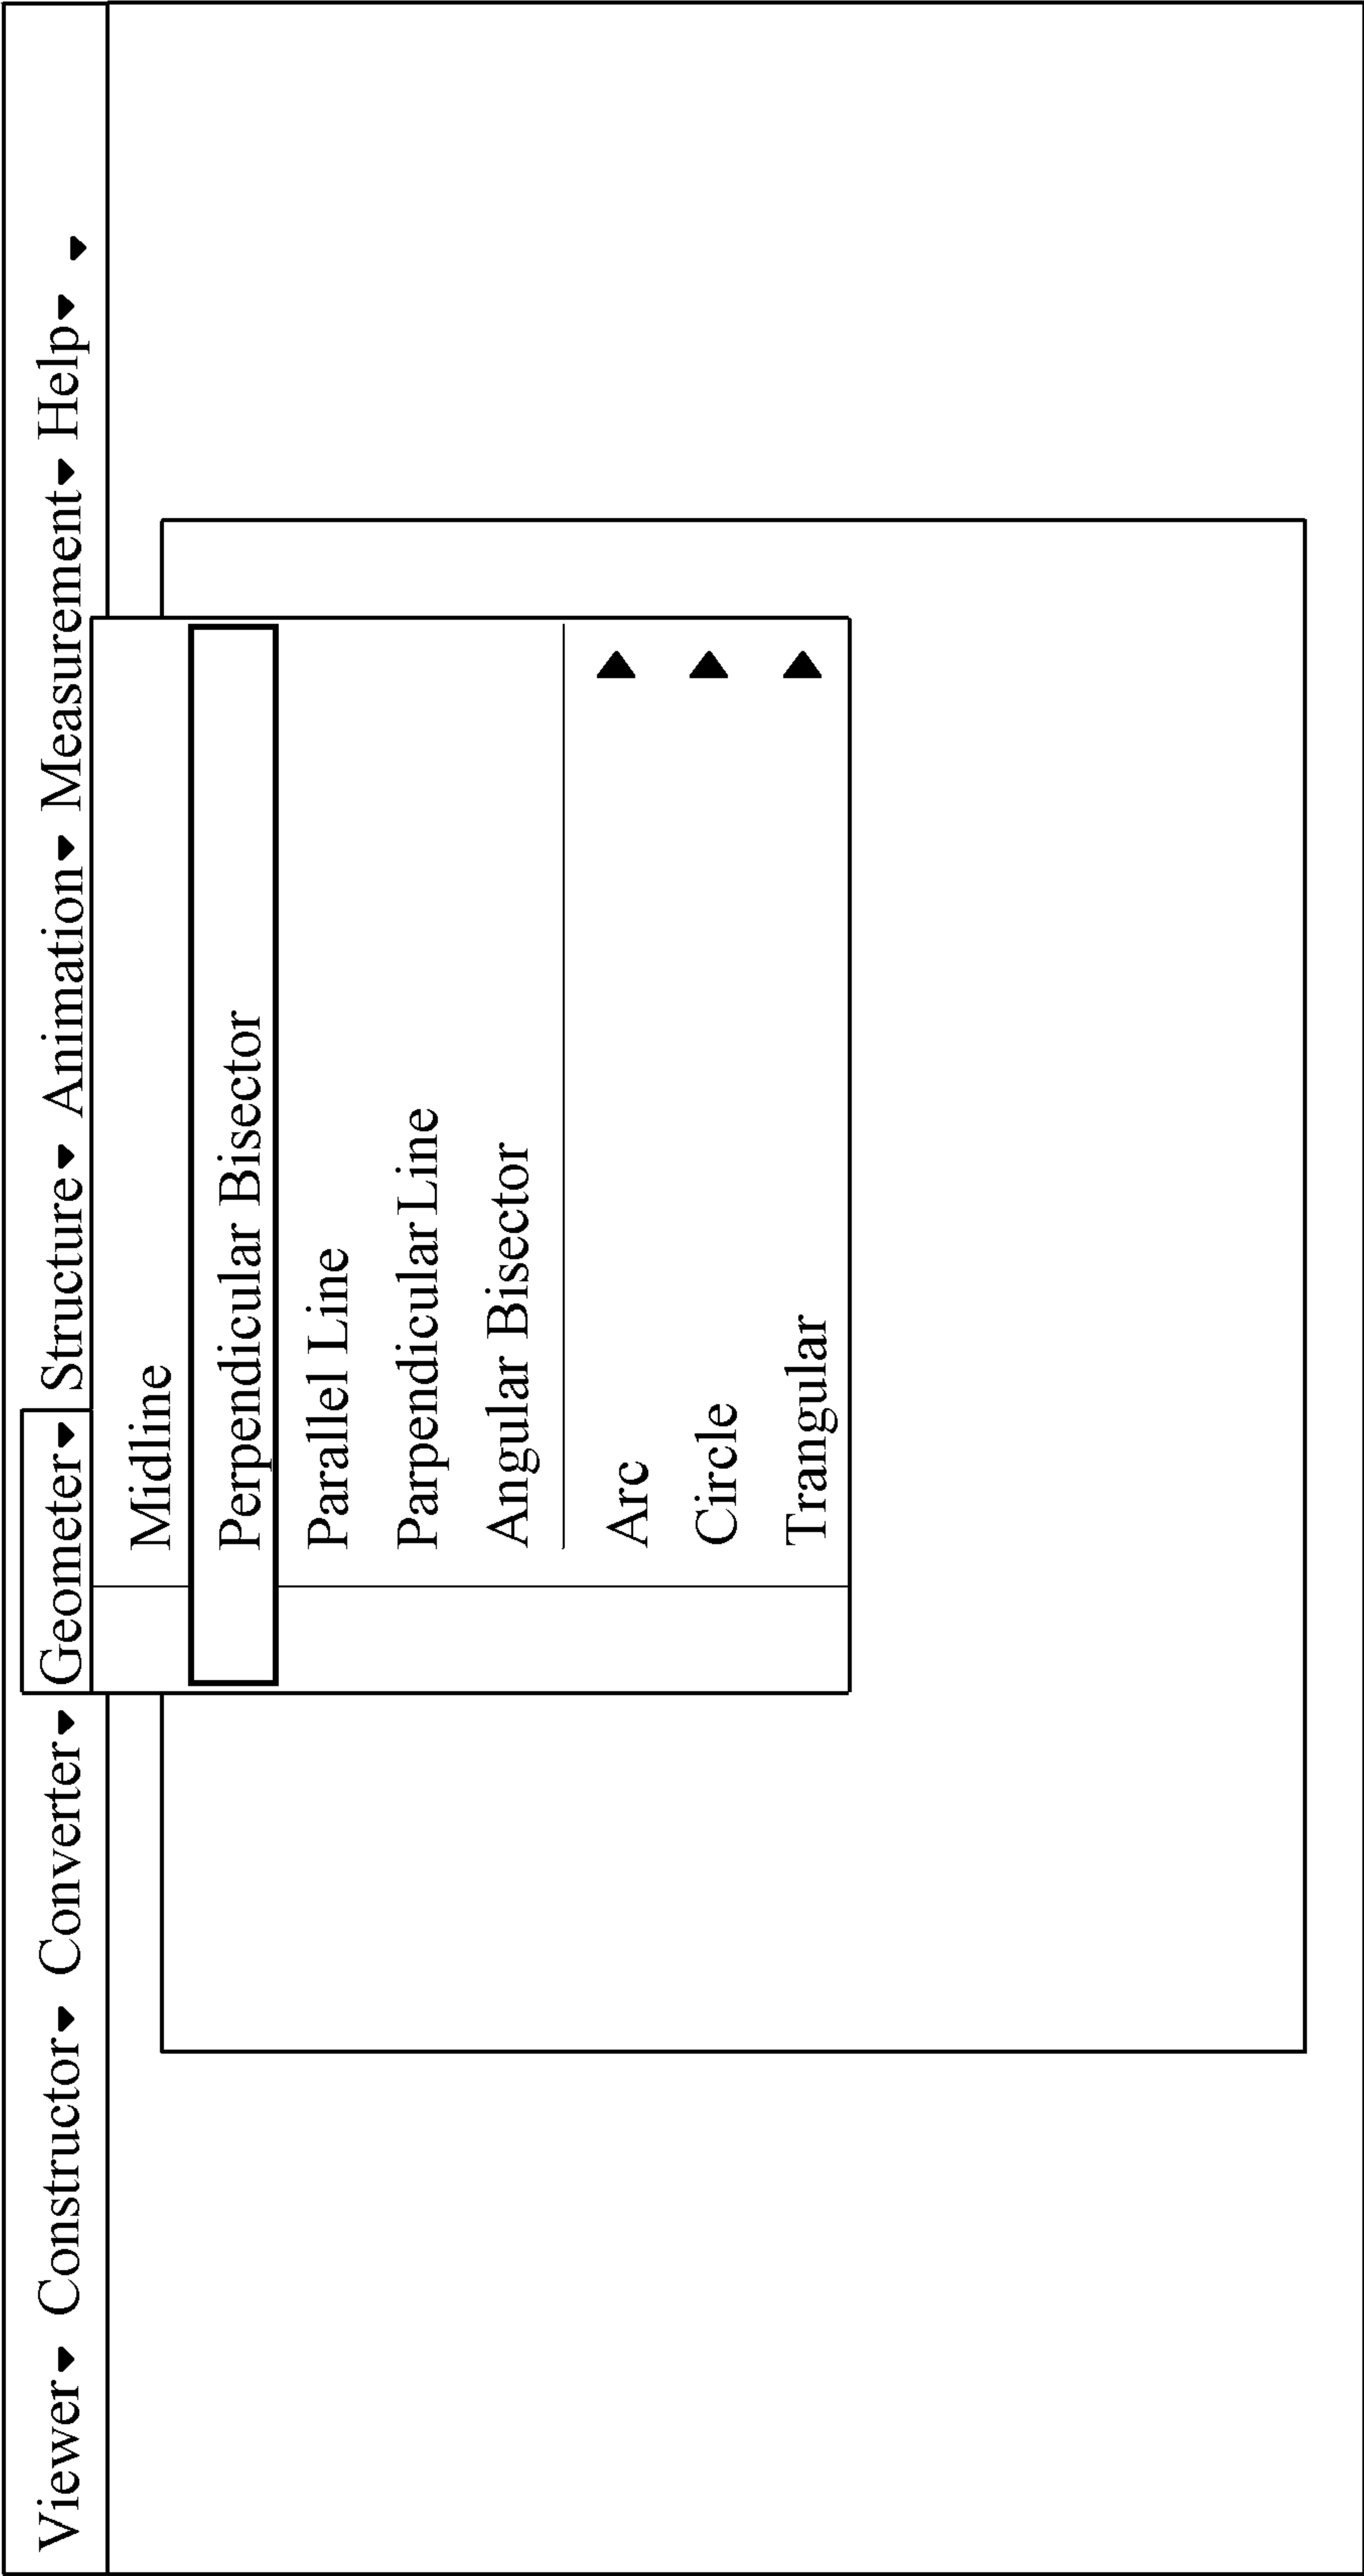 Viewer Constructor Converter Geometer Structure Animation Measurement Help
Midline
Perpendicular Bisector
Parallel Line
Parpendicular Line
Angular Bisector
Arc
Circle
Trangular